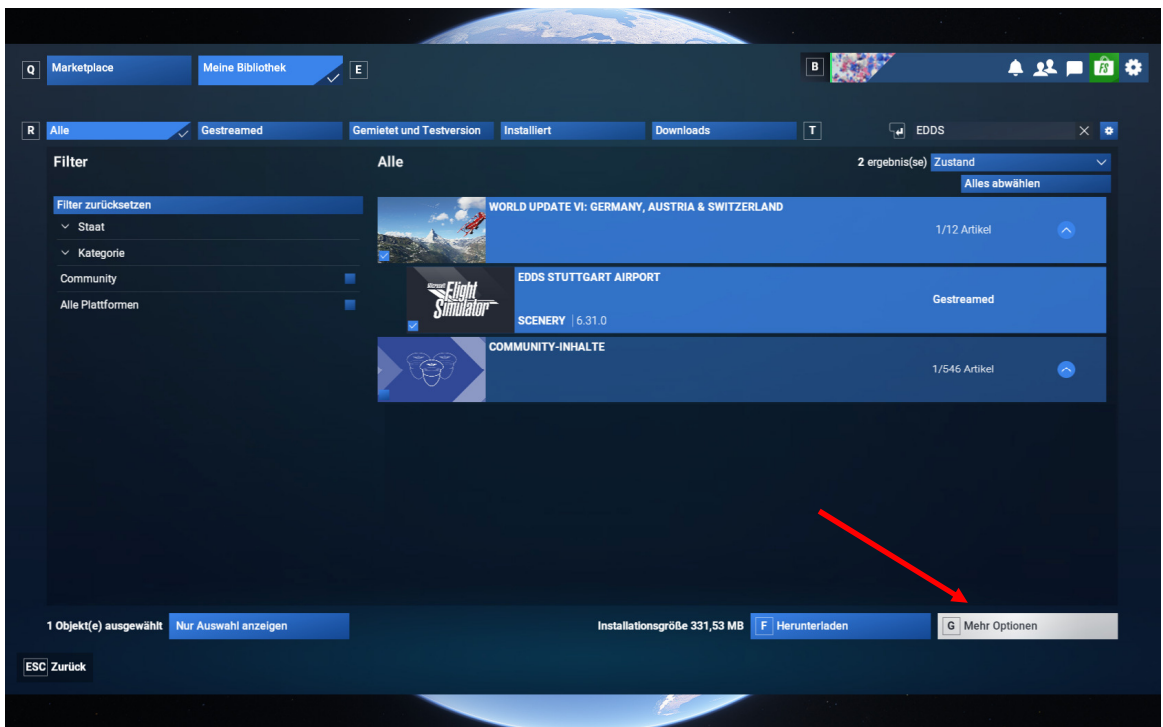 Q Marketplace Meine Bibliothek E B FS
R Alle Gestreamed Gemietet und Testversion Installiert Downloads T EDDS
Filter
Alle
2 ergebnis(se) Zustand
Alles abwählen
Filter zurücksetzen
Staat
Kategorie
Community
Alle Plattformen
WORLD UPDATE VI: GERMANY, AUSTRIA & SWITZERLAND
1/12 Artikel
Microsoft
Flight
Simulator
EDDS STUTTGART AIRPORT
Gestreamed
SCENERY | 6.31.0
COMMUNITY-INHALTE
1/546 Artikel
1 Objekt(e) ausgewählt Nur Auswahl anzeigen Installationsgröße 331,53 MB F Herunterladen G Mehr Optionen
ESC Zurück